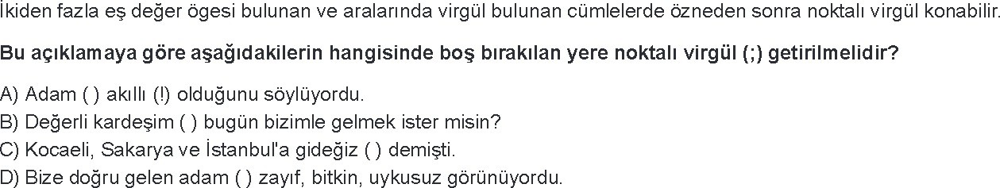 İkiden fazla eş değer ögesi bulunan ve aralarında virgül bulunan cümlelerde özneden sonra noktalı virgül konabilir.
Bu açıklamaya göre aşağıdakilerin hangisinde boş bırakılan yere noktalı virgül (;) getirilmelidir?
A) Adam ( ) akıllı (!) olduğunu söylüyordu.
B) Değerli kardeşim ( ) bugün bizimle gelmek ister misin?
C) Kocaeli, Sakarya ve İstanbul'a gideğiz ( ) demişti.
D) Bize doğru gelen adam ( ) zayıf, bitkin, uykusuz görünüyordu.